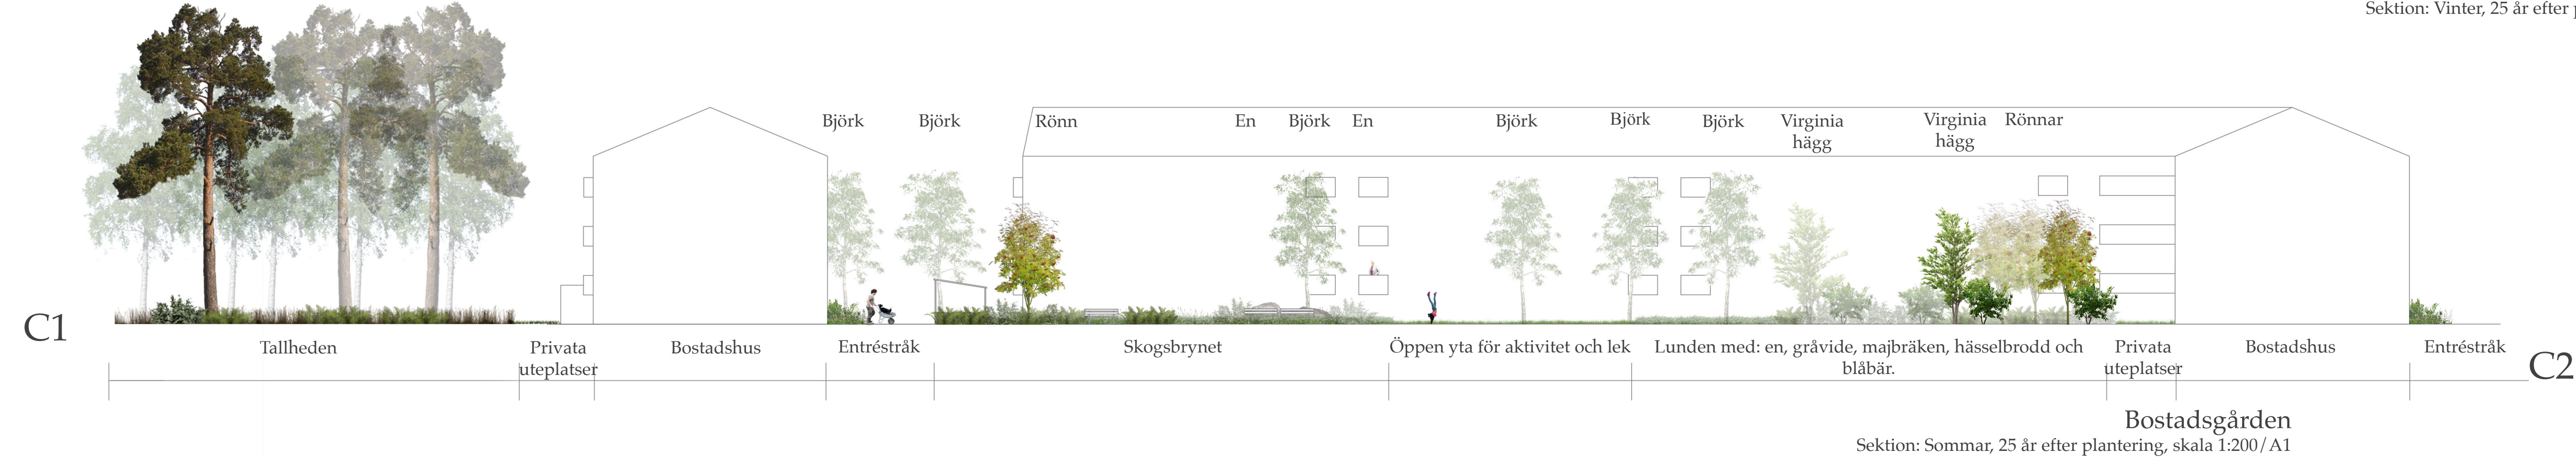 Sektion: Vinter, 25 år efter
Björk
Björk
Rönn
En
Björk
En
Björk
Björk
Björk
Virginia
hägg
Virginia
hägg
Rönnar
C1
Tallheden
Privata
uteplatser
Bostadshus
Entréstråk
Skogsbrynet
Öppen yta för aktivitet och lek
Lunden med: en, gråvide, majbräken, hässelbrodd och
blåbär.
Privata
uteplatser
Bostadshus
Entréstråk
C2
Bostadsgården
Sektion: Sommar, 25 år efter plantering, skala 1:200/A1